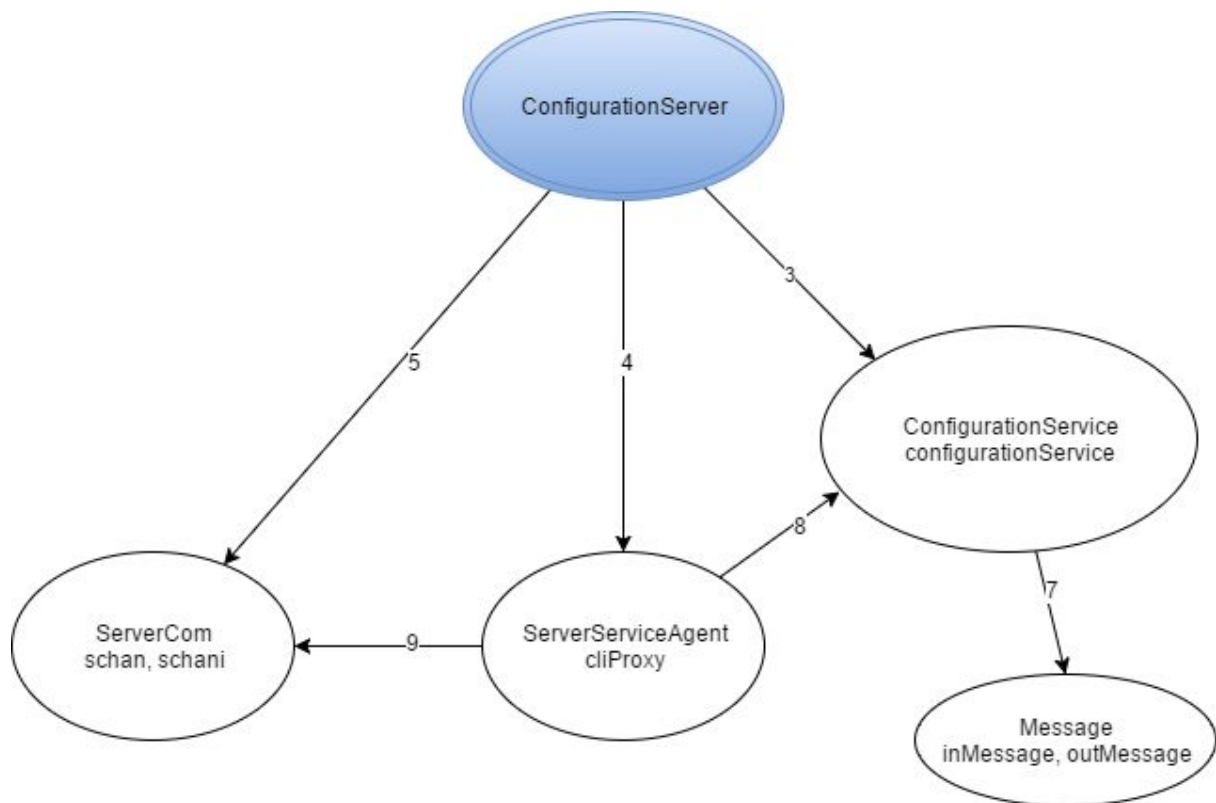 ConfigurationServer
3
5
4
ConfigurationService
configurationService
8
7
ServerCom
schan, schani
9
ServerServiceAgent
cliProxy
Message
inMessage, outMessage